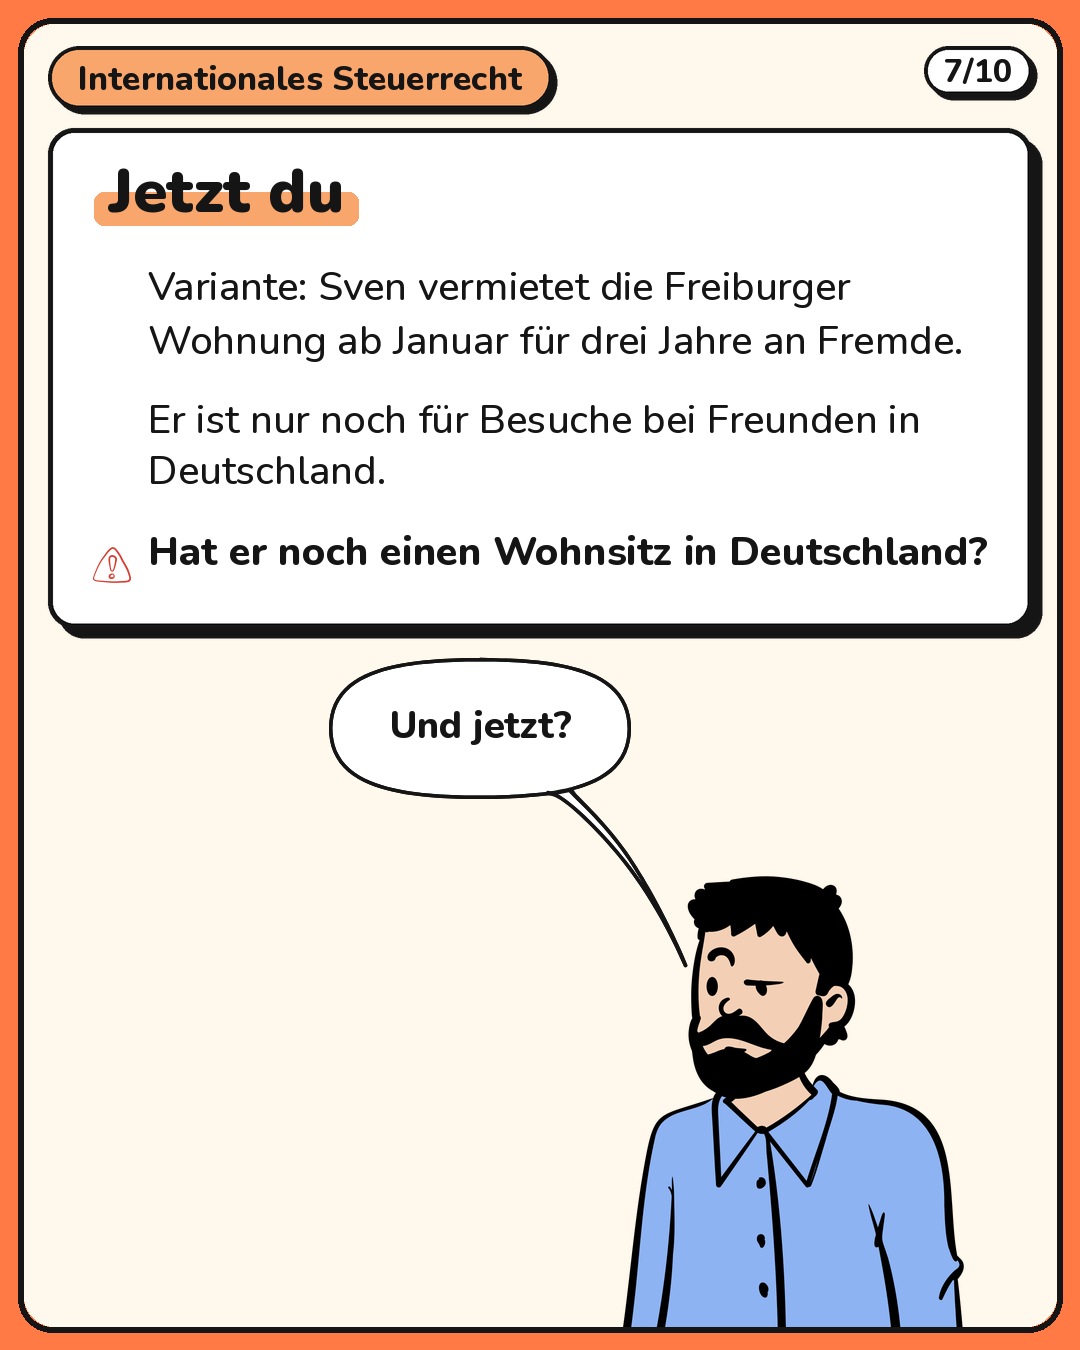 Internationales Steuerrecht
7/10
Jetzt du
Variante: Sven vermietet die Freiburger
Wohnung ab Januar für drei Jahre an Fremde.
Er ist nur noch für Besuche bei Freunden in
Deutschland.
Hat er noch einen Wohnsitz in Deutschland?
Und jetzt?